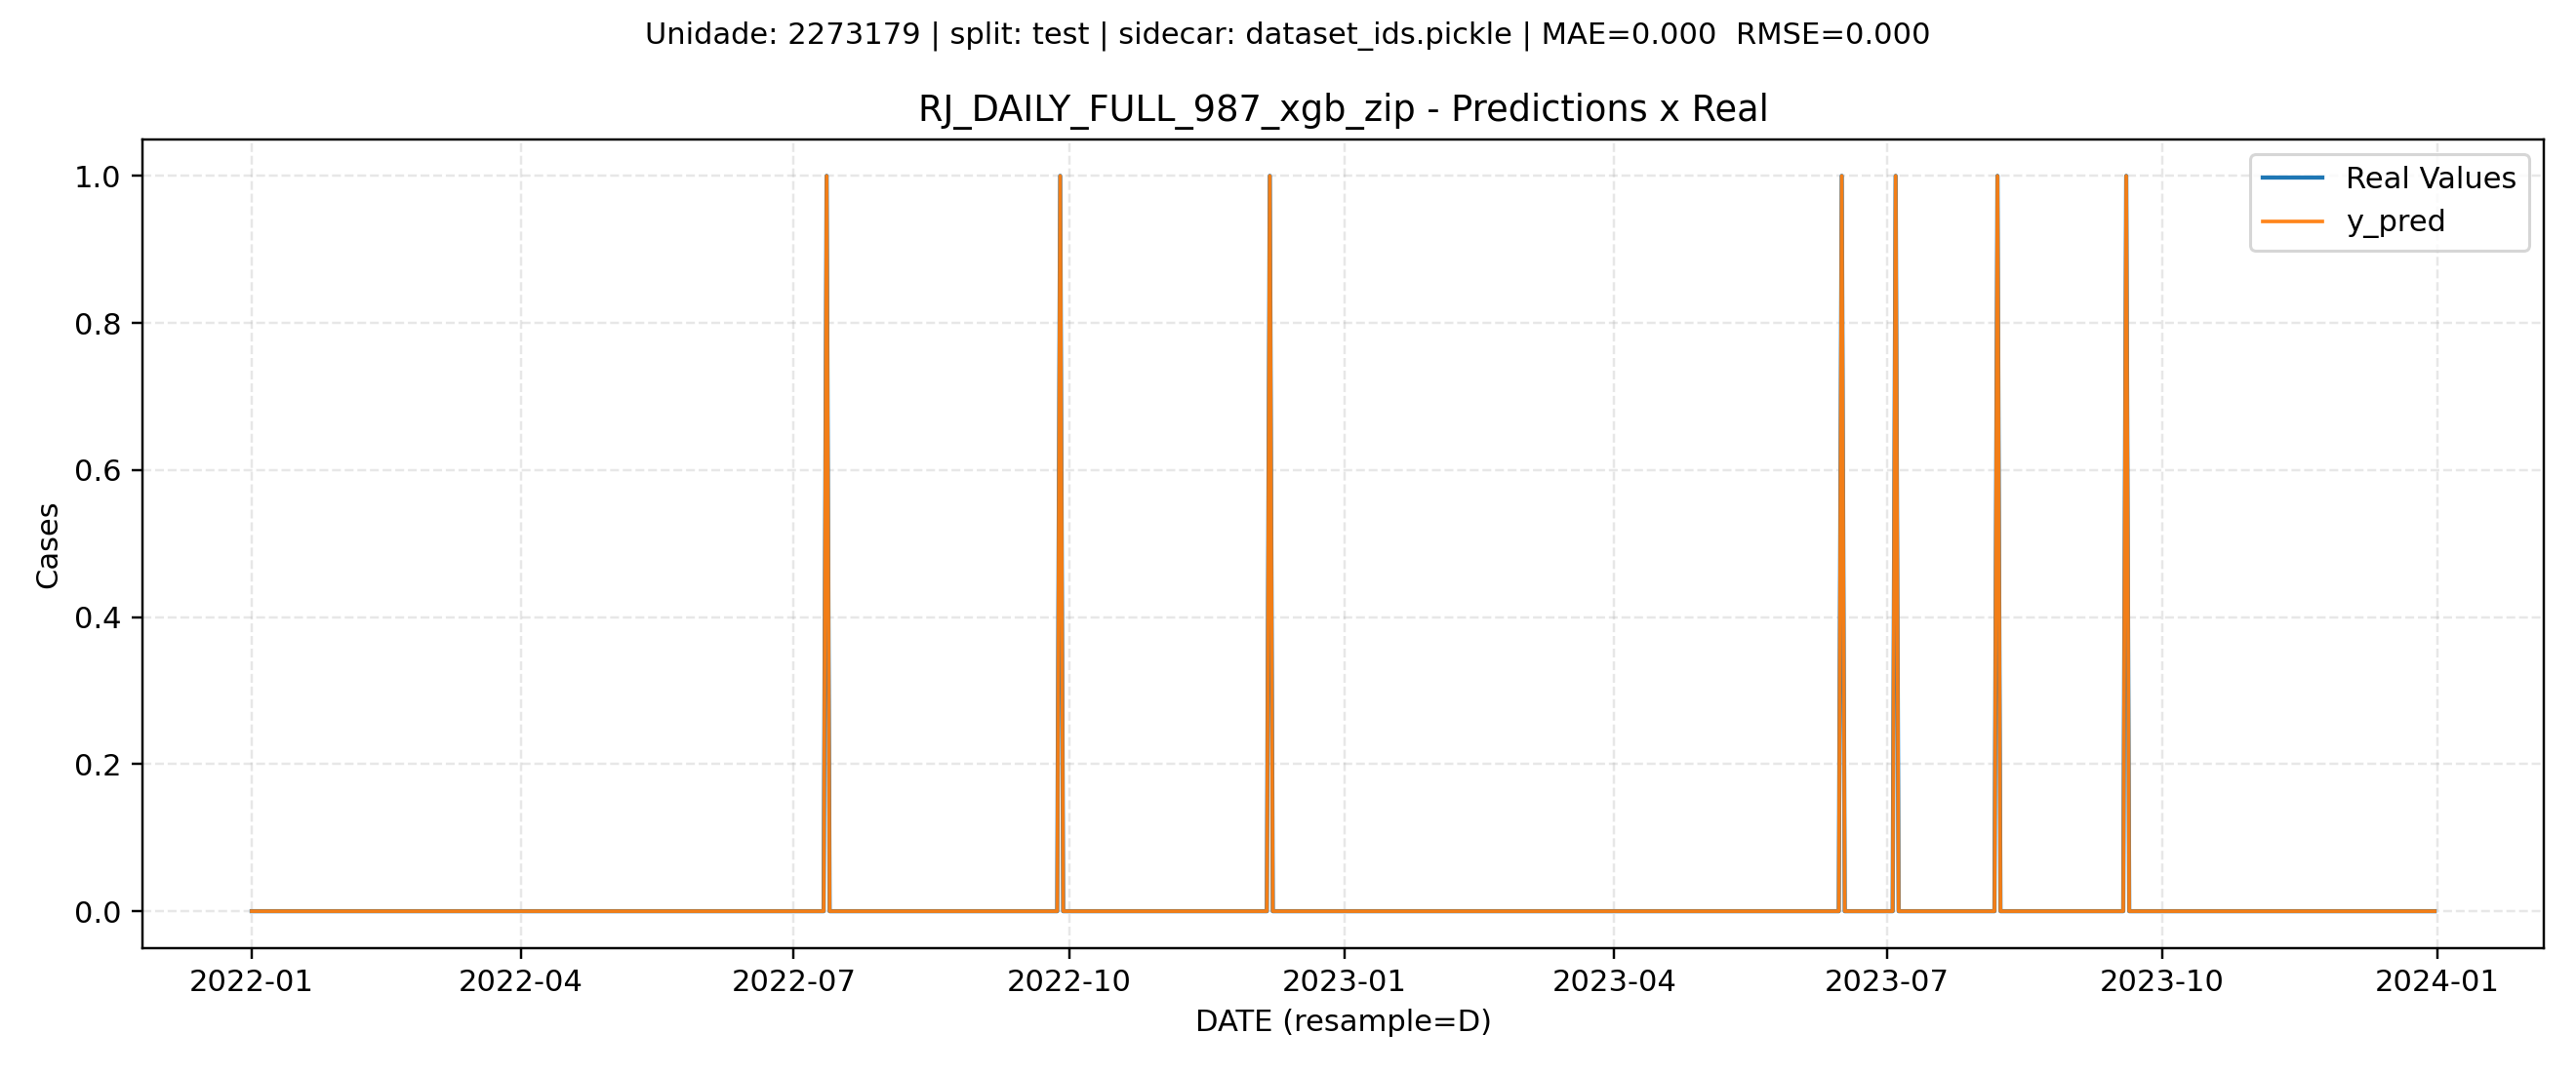 Unidade: 2273179 | split: test | sidecar: dataset_ids.pickle | MAE=0.000  RMSE=0.000
RJ_DAILY_FULL_987_xgb_zip - Predictions x Real
Real Values
y_pred
1.0
0.8
0.6
0.4
0.2
0.0
Cases
2022-01 2022-04 2022-07 2022-10 2023-01 2023-04 2023-07 2023-10 2024-01
DATE (resample=D)